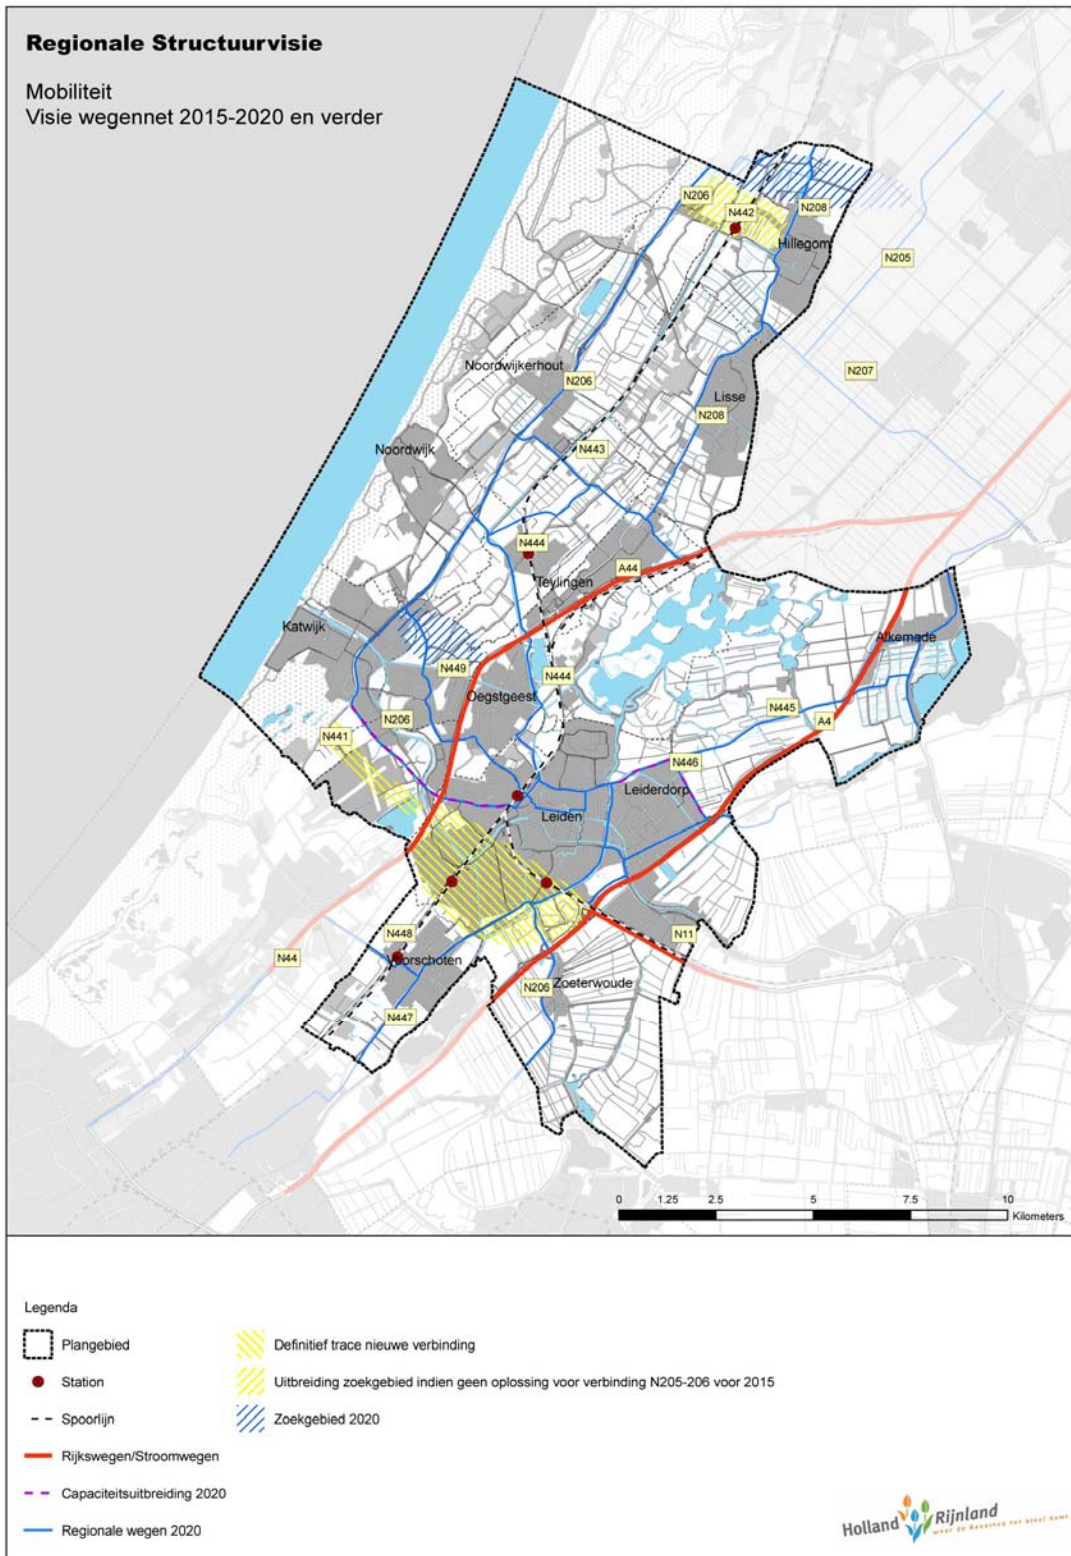 Regionale Structuurvisie
Mobiliteit
Visie wegennet 2015-2020 en verder
N206
N442
N208
Hillegom
N205
Noordwijkerhout
N206
N207
Lisse
N208
Noordwijk
N443
N444
A44
Teylingen
Katwijk
Alkemade
N449
N444
Oegstgeest
N445
A4
N206
N441
N446
Leiderdorp
Leiden
N448
N11
N44
Voorschoten
Zoeterwoude
N206
N447
0 1.25 2.5 5 7.5 10
Kilometers
Legenda
Plangebied
Station
Spoorlijn
Rijkswegen/Stroomwegen
Capaciteitsuitbreiding 2020
Regionale wegen 2020
Definitief trace nieuwe verbinding
Uitbreiding zoekgebied indien geen oplossing voor verbinding N205-206 voor 2015
Zoekgebied 2020
Holland Rijnland